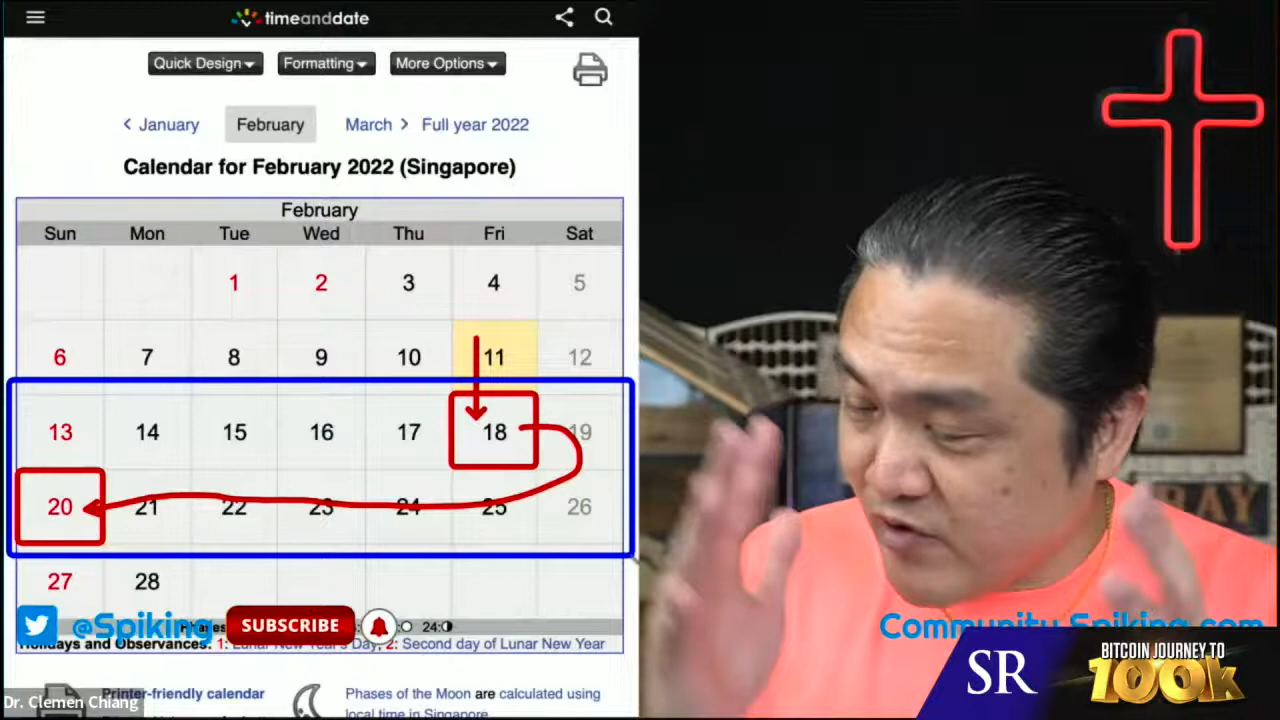 timeanddate
Quick Design
Formatting
More Options
< January
February
March >
Full year 2022
Calendar for February 2022 (Singapore)
February
Sun Mon Tue Wed Thu Fri Sat
1 2 3 4 5
6 7 8 9 10 11 12
13 14 15 16 17 18 19
20 21 22 23 24 25 26
27 28
24:
@Spiking
SUBSCRIBE
Holidays and Observances: 1: Lunar New Year's Day, 2: Second day of Lunar New Year
Printer-friendly calendar
Phases of the Moon are calculated using
local time in Singapore
Dr. Clemen Chiang
Community.Spiking.com
SR
BITCOIN JOURNEY TO
100k